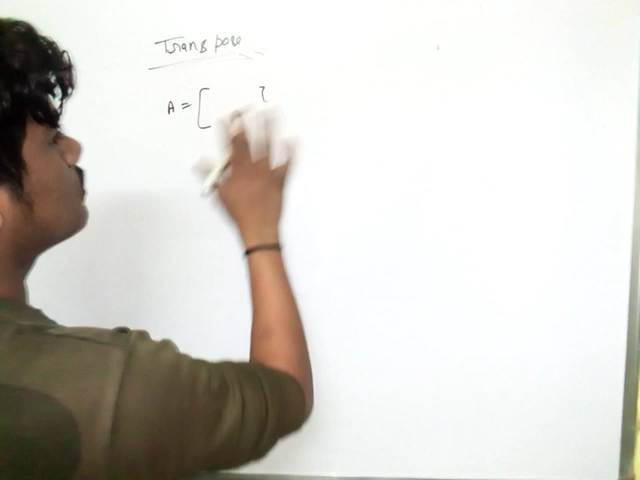 Transpose
A = [ ]